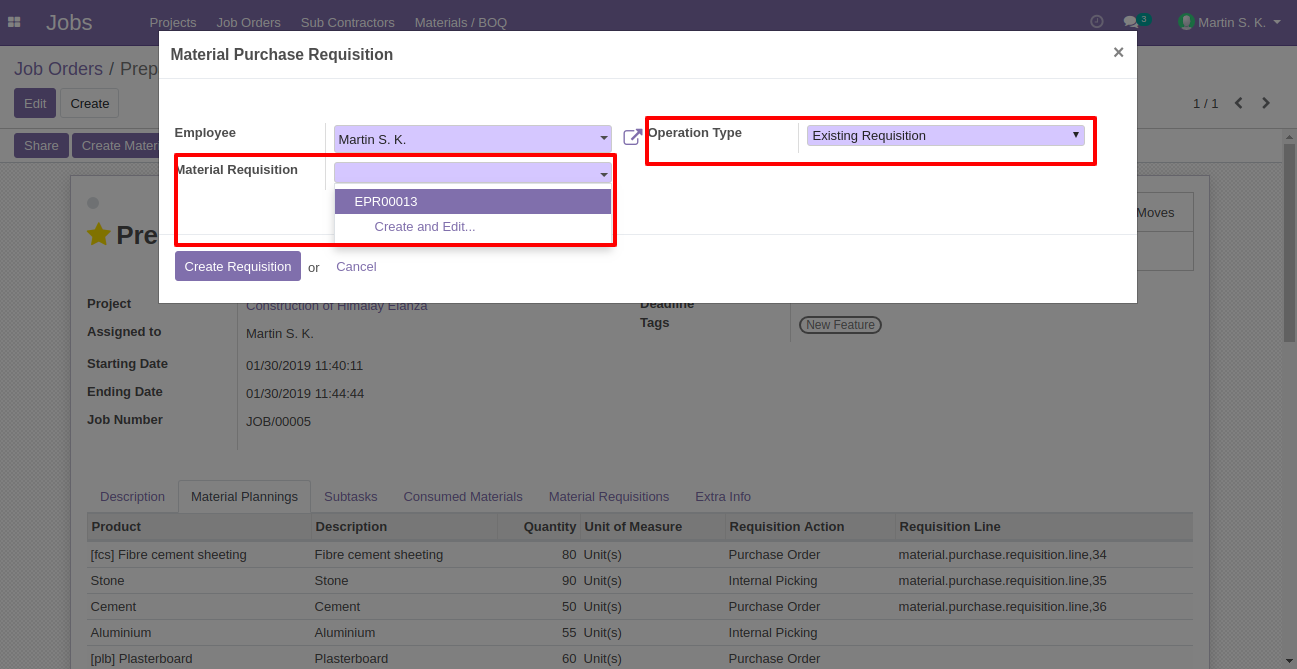 Jobs Projects Job Orders Sub Contractors Materials / BOQ 3 Martin S. K.
Material Purchase Requisition ×
Job Orders / Prep
Edit Create 1 / 1
Employee Martin S. K. Operation Type Existing Requisition
Share Create Mater
Material Requisition
EPR00013
Create and Edit...
Moves
Pre
Create Requisition or Cancel
Project Construction of Himalay Elanza Deadline
Tags New Feature
Assigned to Martin S. K.
Starting Date 01/30/2019 11:40:11
Ending Date 01/30/2019 11:44:44
Job Number JOB/00005
Description Material Plannings Subtasks Consumed Materials Material Requisitions Extra Info
Product Description Quantity Unit of Measure Requisition Action Requisition Line
[fcs] Fibre cement sheeting Fibre cement sheeting 80 Unit(s) Purchase Order material.purchase.requisition.line,34
Stone Stone 90 Unit(s) Internal Picking material.purchase.requisition.line,35
Cement Cement 50 Unit(s) Purchase Order material.purchase.requisition.line,36
Aluminium Aluminium 55 Unit(s) Internal Picking
[plb] Plasterboard Plasterboard 60 Unit(s) Purchase Order